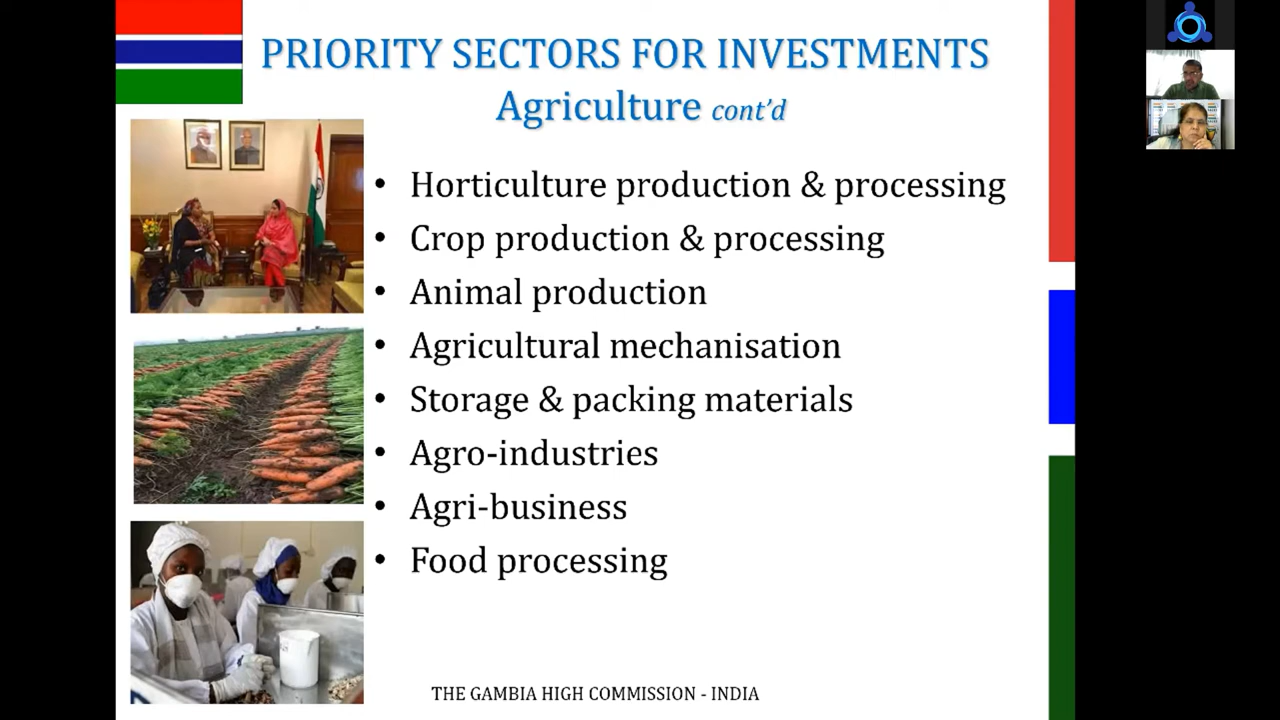 PRIORITY SECTORS FOR INVESTMENTS
Agriculture cont’d
• Horticulture production & processing
• Crop production & processing
• Animal production
• Agricultural mechanisation
• Storage & packing materials
• Agro-industries
• Agri-business
• Food processing
THE GAMBIA HIGH COMMISSION - INDIA